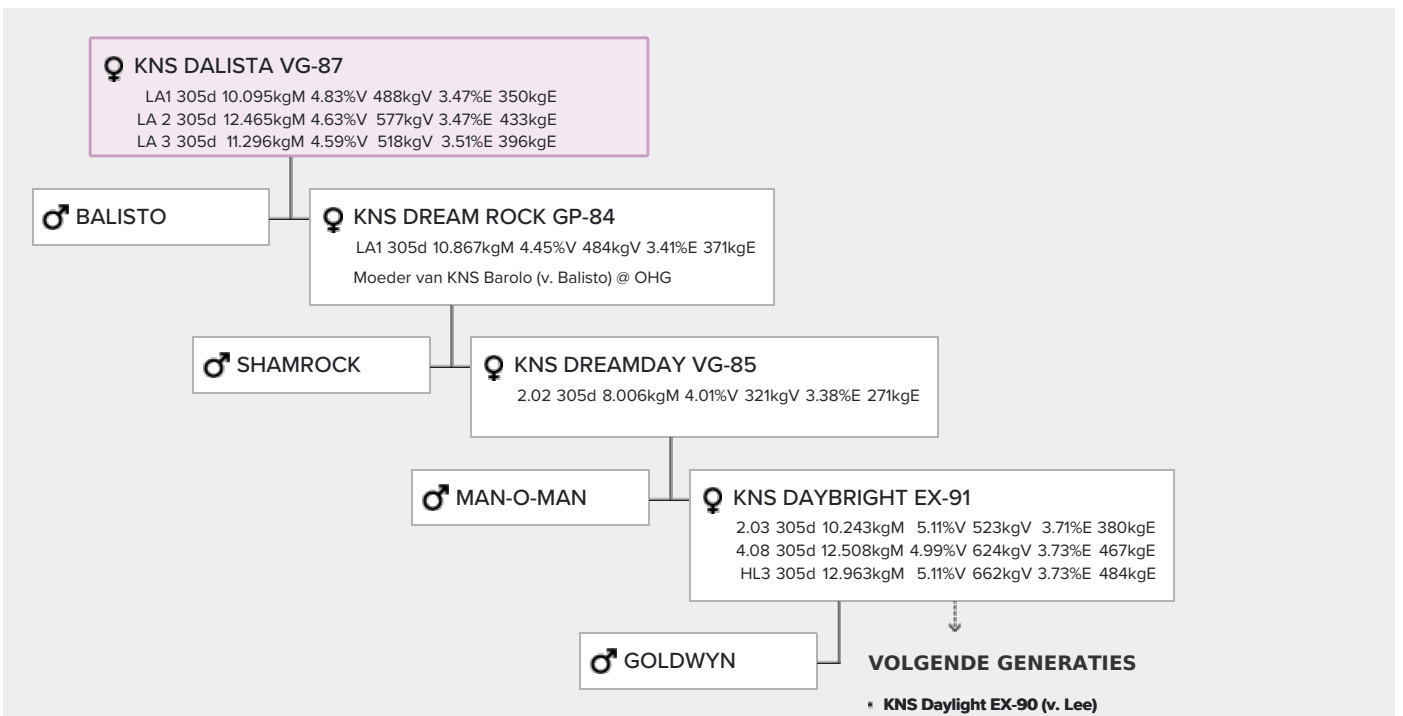 KNS DALISTA VG-87
LA1 305d 10.095kgM 4.83%V 488kgV 3.47%E 350kgE
LA 2 305d 12.465kgM 4.63%V 577kgV 3.47%E 433kgE
LA 3 305d 11.296kgM 4.59%V 518kgV 3.51%E 396kgE
BALISTO
KNS DREAM ROCK GP-84
LA1 305d 10.867kgM 4.45%V 484kgV 3.41%E 371kgE
Moeder van KNS Barolo (v. Balisto) @ OHG
SHAMROCK
KNS DREAMDAY VG-85
2.02 305d 8.006kgM 4.01%V 321kgV 3.38%E 271kgE
MAN-O-MAN
KNS DAYBRIGHT EX-91
2.03 305d 10.243kgM 5.11%V 523kgV 3.71%E 380kgE
4.08 305d 12.508kgM 4.99%V 624kgV 3.73%E 467kgE
HL3 305d 12.963kgM 5.11%V 662kgV 3.73%E 484kgE
GOLDWYN
VOLGENDE GENERATIES
▪ KNS Daylight EX-90 (v. Lee)